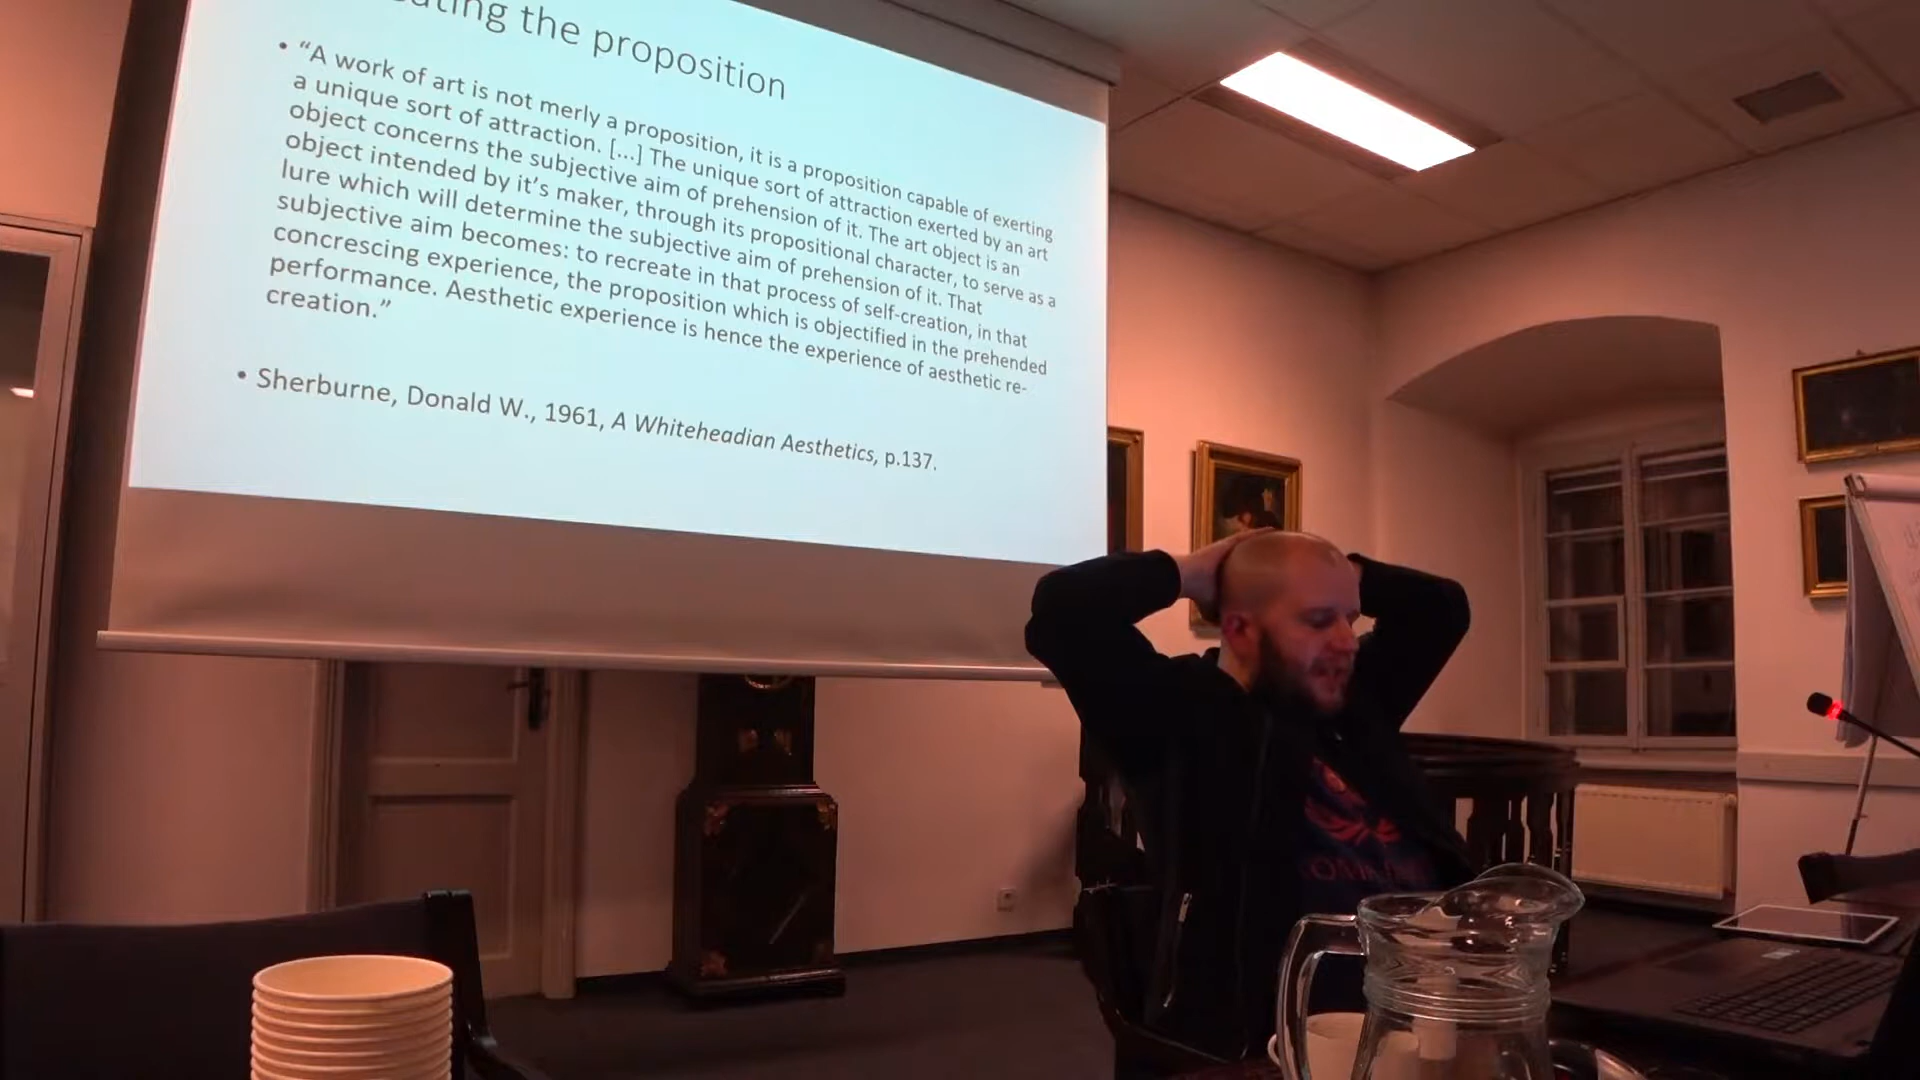 the proposition
• “A work of art is not merly a proposition, it is a proposition capable of exerting
a unique sort of attraction. [...] The unique sort of attraction exerted by an art
object concerns the subjective aim of prehension of it. The art object is an
object intended by it’s maker, through its propositional character, to serve as a
lure which will determine the subjective aim of prehension of it. That
subjective aim becomes: to recreate in that process of self-creation, in that
concrescing experience, the proposition which is objectified in the prehended
performance. Aesthetic experience is hence the experience of aesthetic re-
creation.”
• Sherburne, Donald W., 1961, A Whiteheadian Aesthetics, p.137.